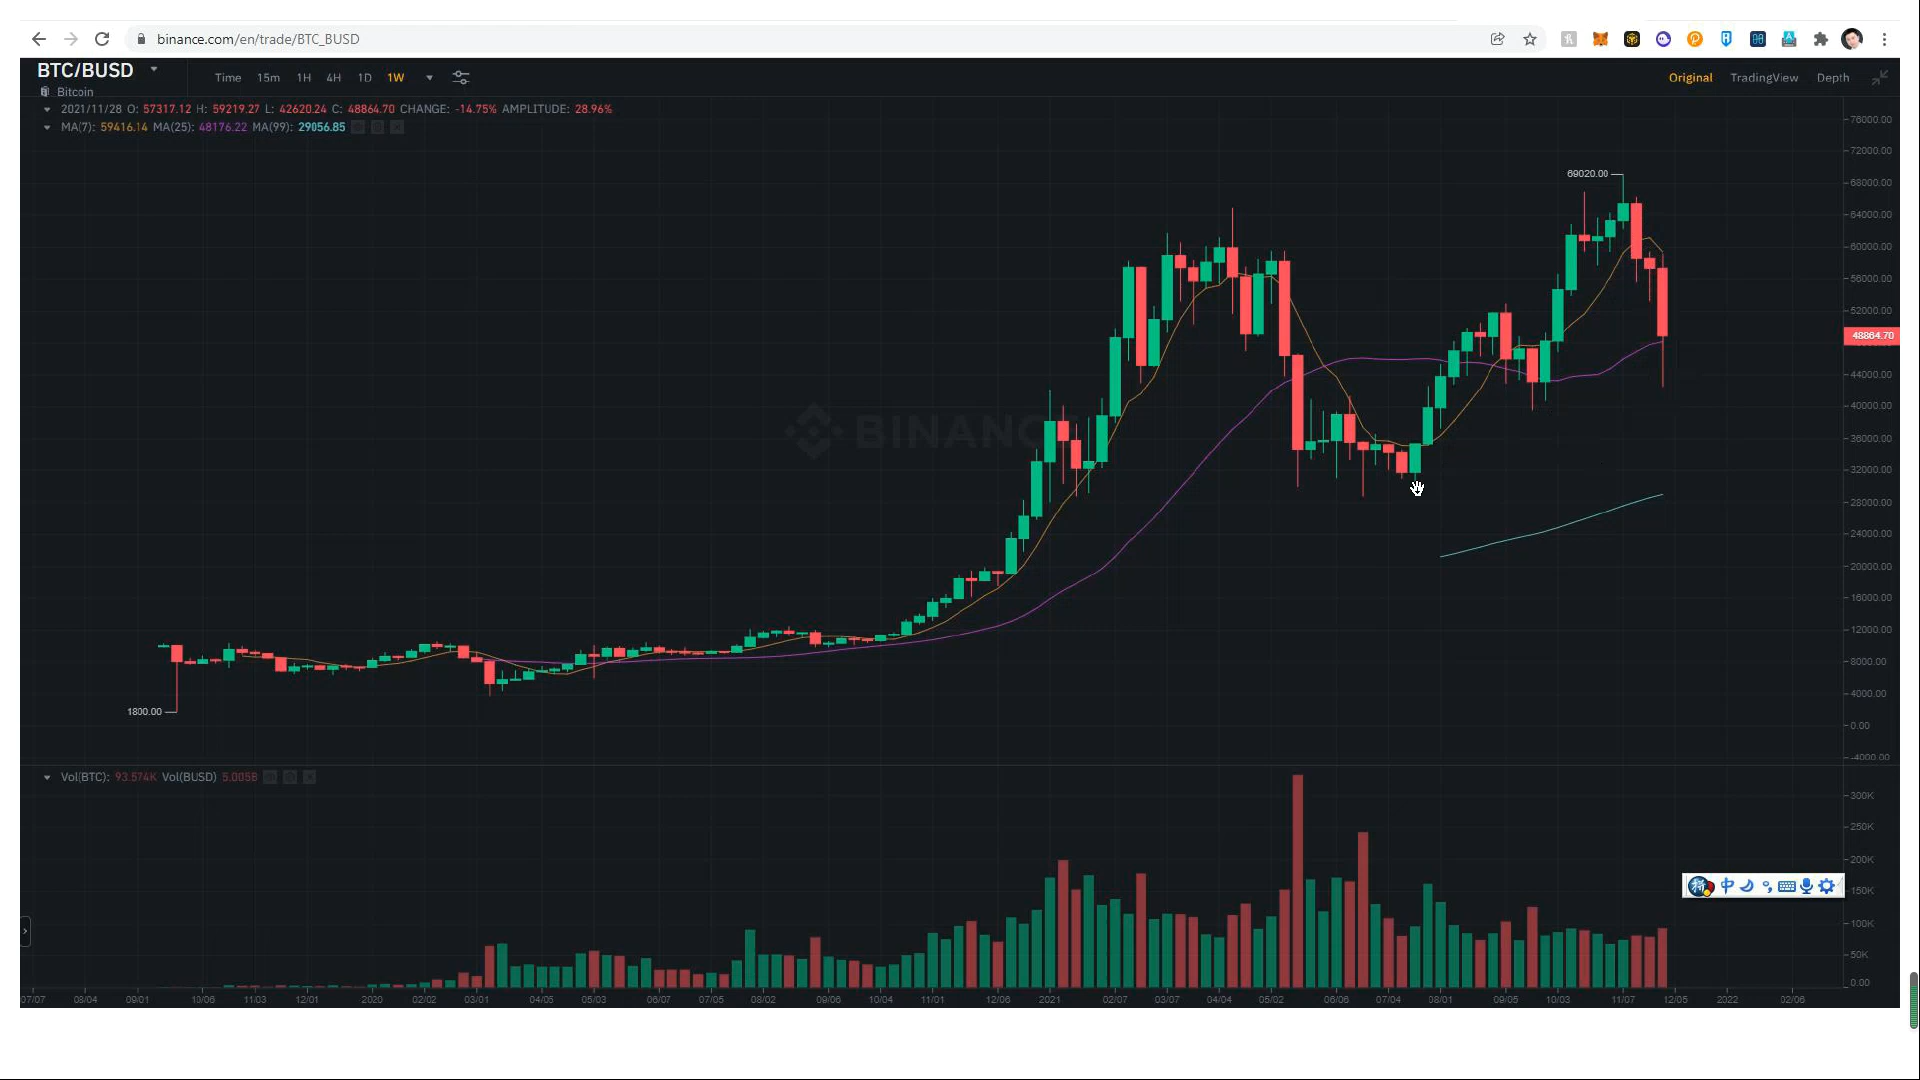 binance.com/en/trade/BTC_BUSD
BTC/BUSD Time 15m 1H 4H 1D 1W Original TradingView Depth
Bitcoin
2021/11/28 O: 57317.12 H: 59219.27 L: 42620.24 C: 48864.70 CHANGE: -14.75% AMPLITUDE: 28.96%
MA(7): 59416.14 MA(25): 48176.22 MA(99): 29056.85
76000.00
72000.00
69020.00
68000.00
64000.00
60000.00
56000.00
52000.00
48864.70
44000.00
40000.00
BINANC
36000.00
32000.00
28000.00
24000.00
20000.00
16000.00
12000.00
8000.00
4000.00
1800.00
0.00
-4000.00
Vol(BTC): 93.574K Vol(BUSD) 5.005B
300K
250K
200K
150K
拼 中
100K
50K
0.00
07/07 08/04 09/01 10/06 11/03 12/01 2020 02/02 03/01 04/05 05/03 06/07 07/05 08/02 09/06 10/04 11/01 12/06 2021 02/07 03/07 04/04 05/02 06/06 07/04 08/01 09/05 10/03 11/07 12/05 2022 02/06